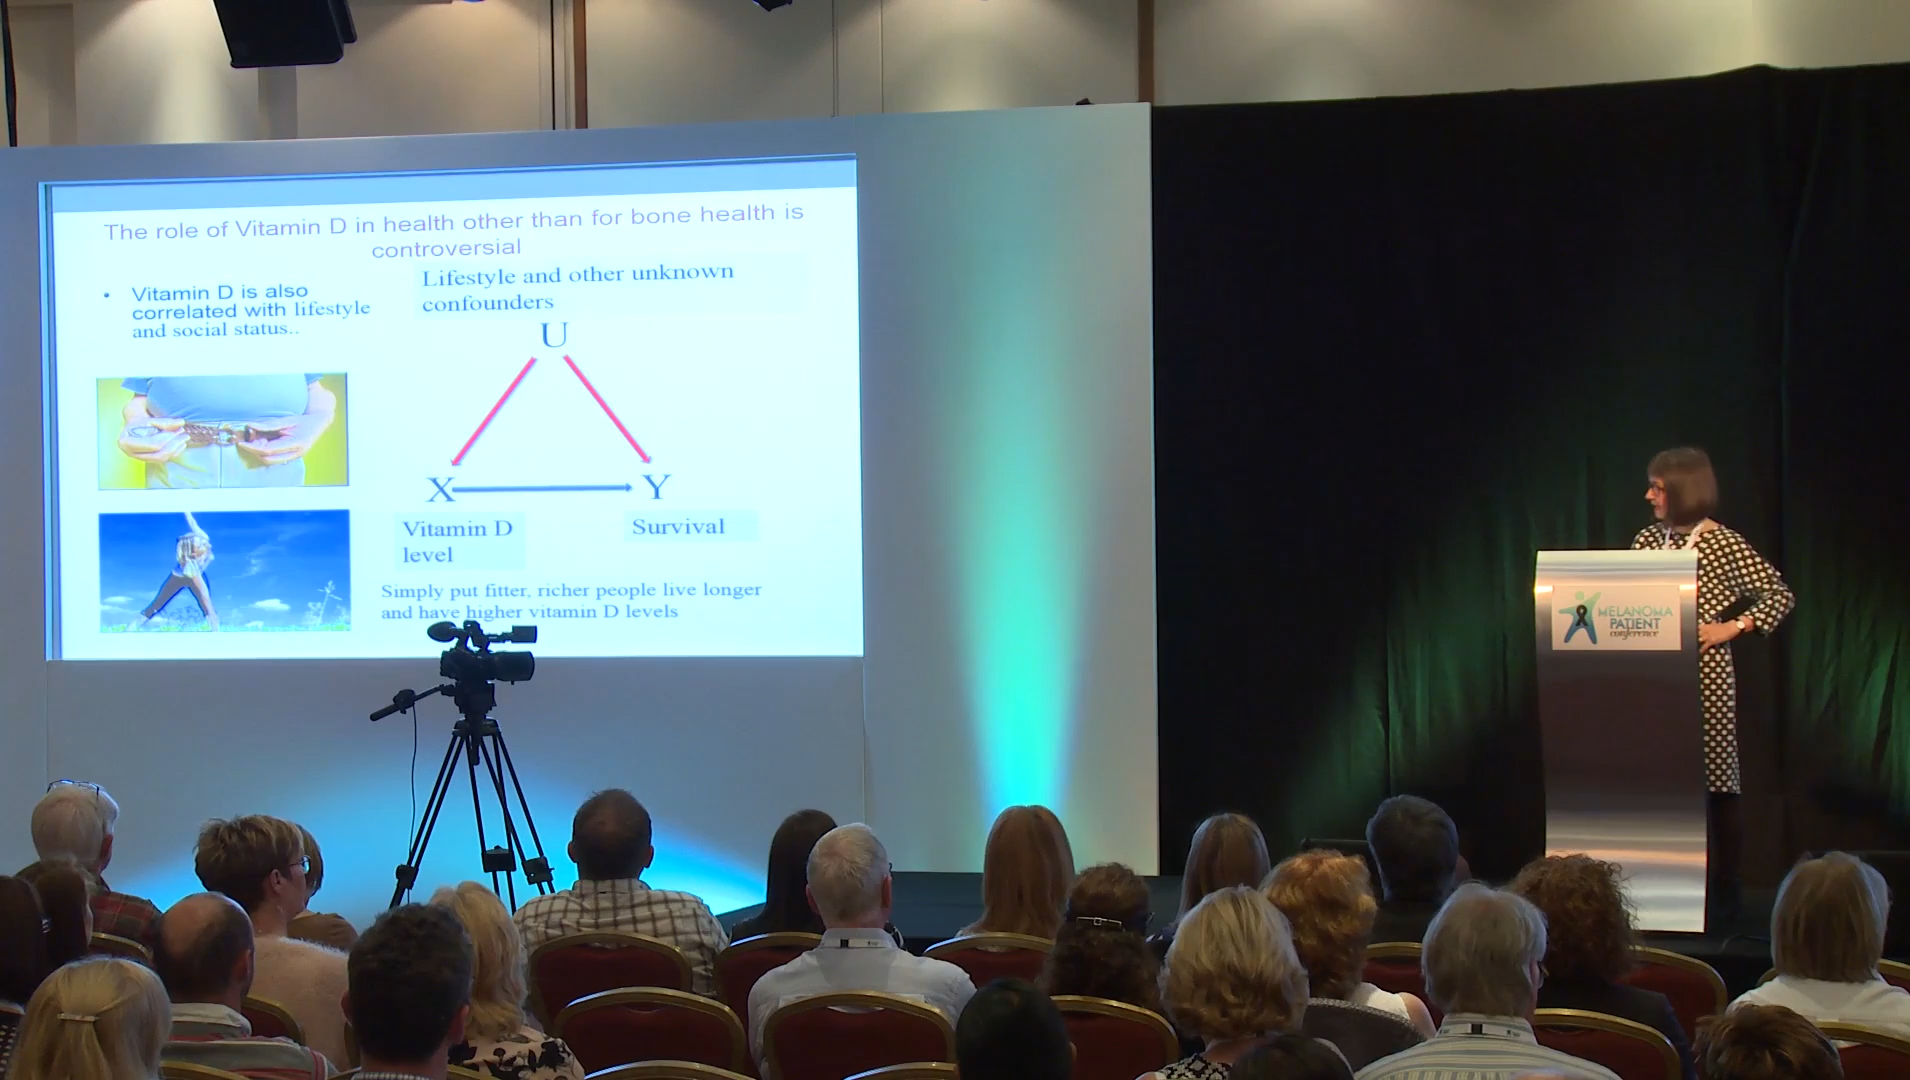 The role of Vitamin D in health other than for bone health is
controversial
• Vitamin D is also
correlated with lifestyle
and social status..
Lifestyle and other unknown
confounders
U
X
Y
Vitamin D
level
Survival
Simply put fitter, richer people live longer
and have higher vitamin D levels
MELANOMA
PATIENT
conference